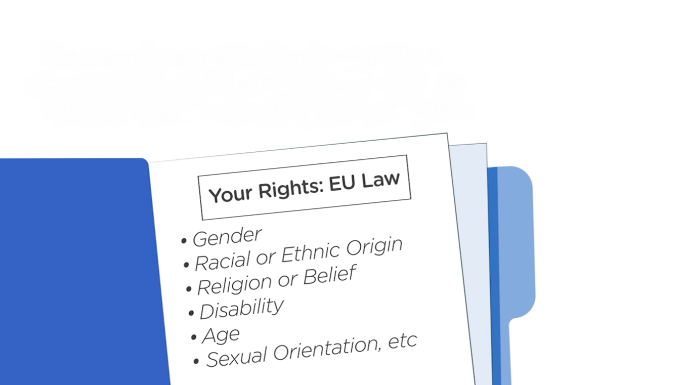 Your Rights: EU Law
• Gender
• Racial or Ethnic Origin
• Religion or Belief
• Disability
• Age
• Sexual Orientation, etc